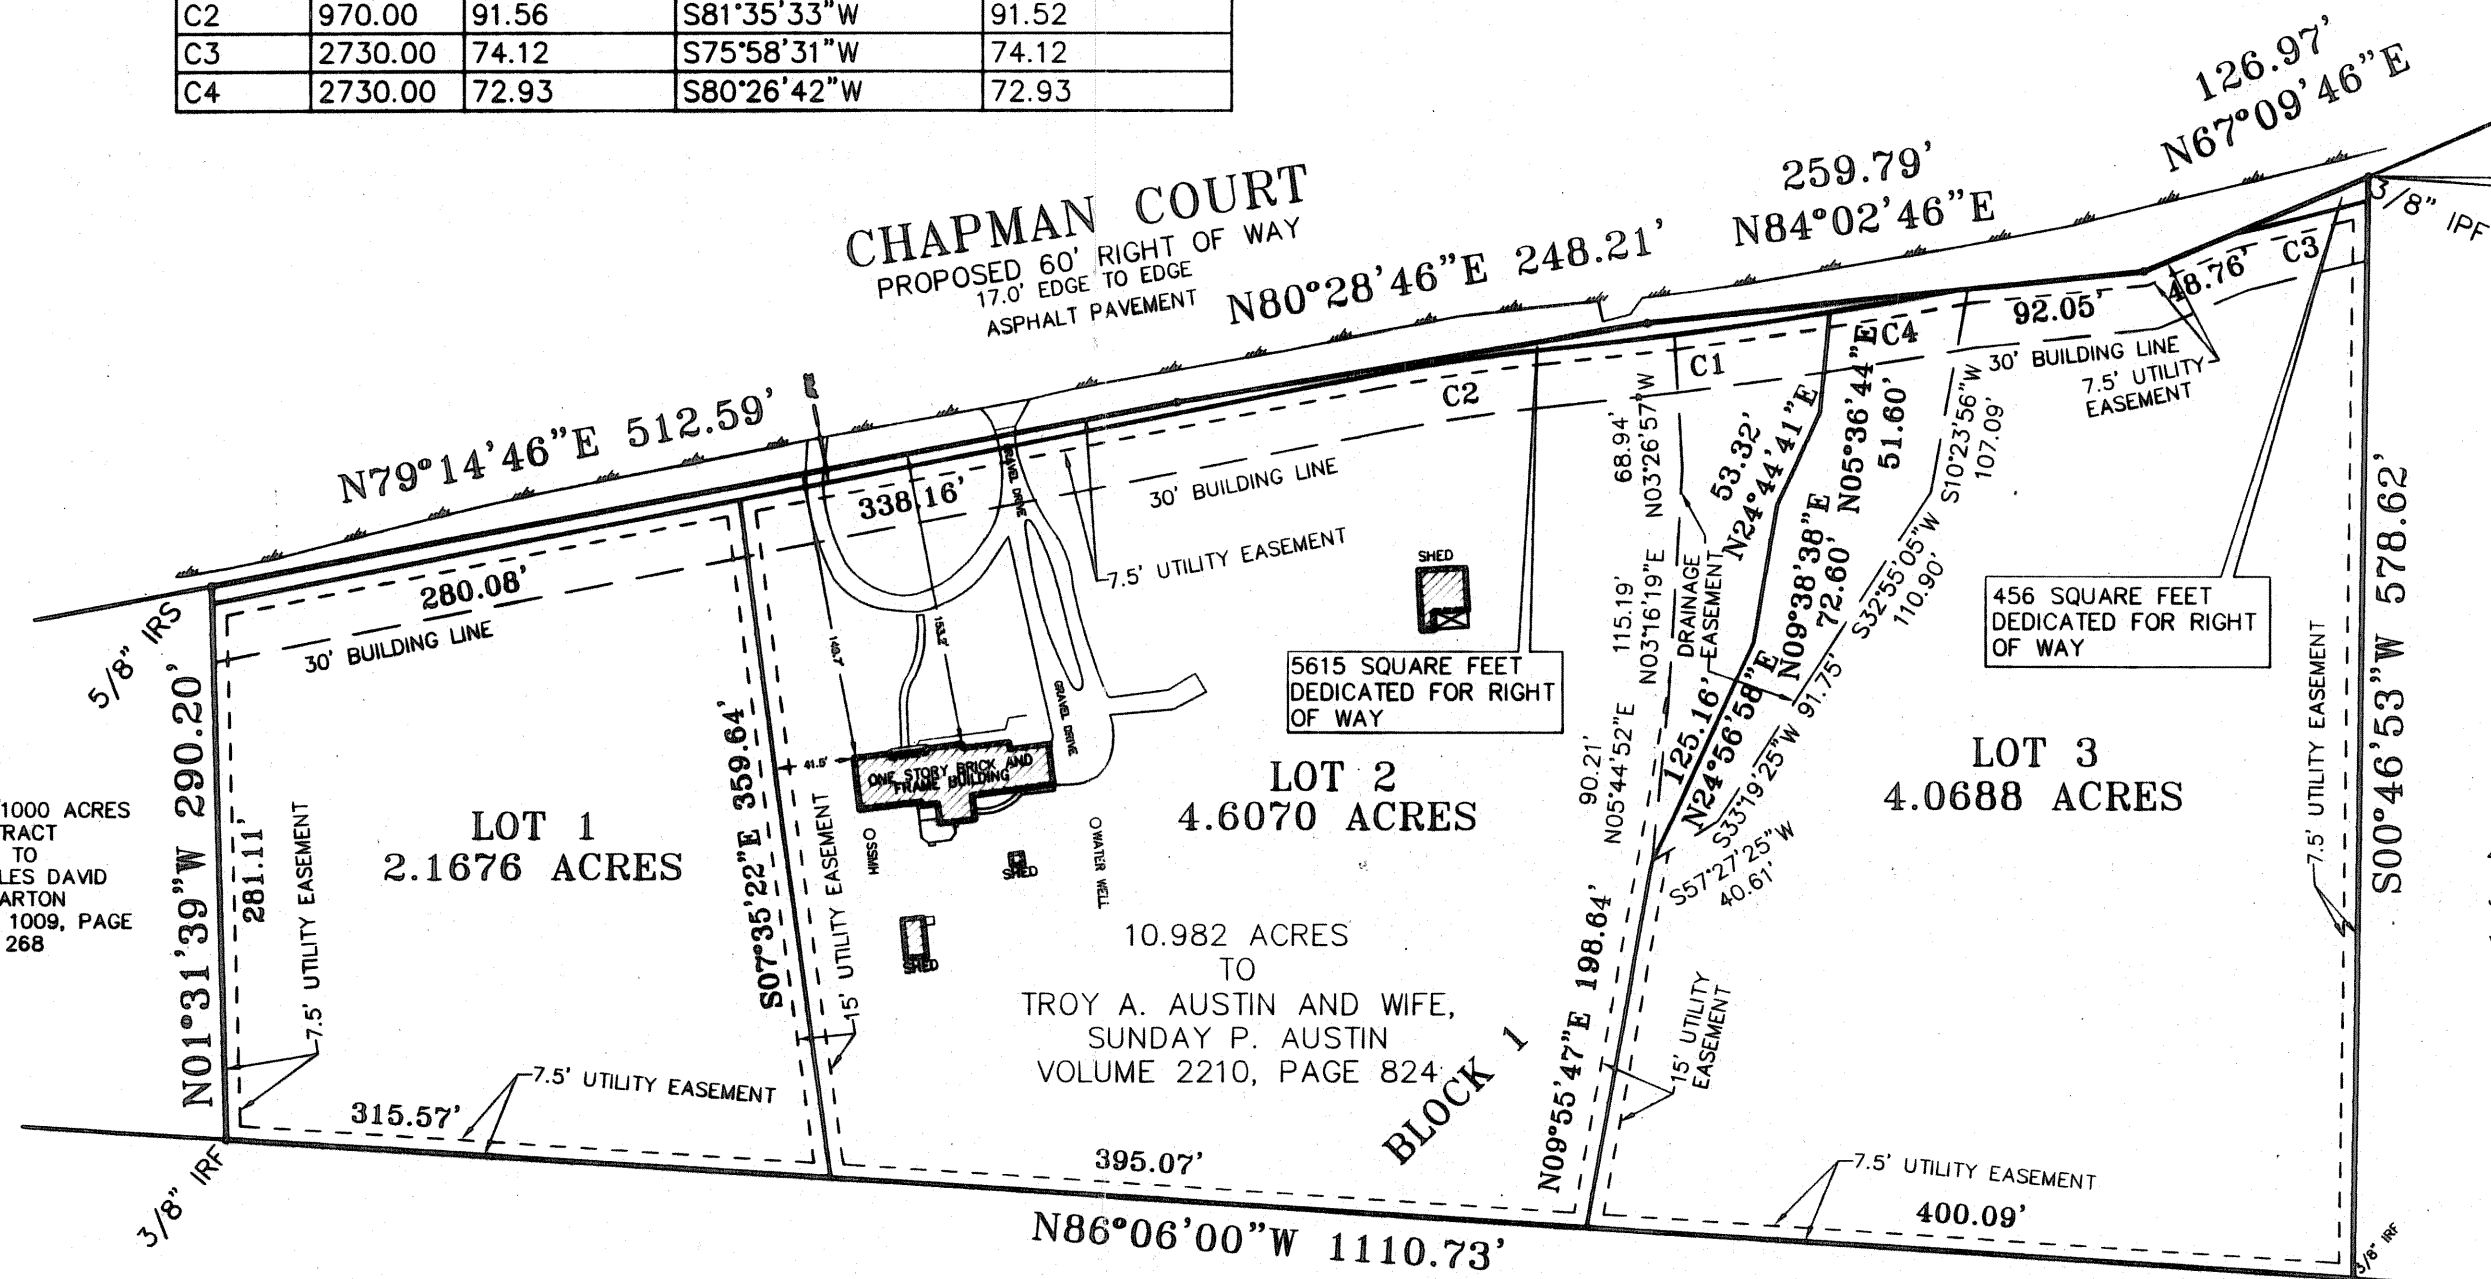 C2 970.00 91.56 S81°35'33"W 91.52
C3 2730.00 74.12 S75°58'31"W 74.12
C4 2730.00 72.93 S80°26'42"W 72.93
126.97'
N67°09'46"E
259.79'
N84°02'46"E
CHAPMAN COURT
PROPOSED 60' RIGHT OF WAY
17.0' EDGE TO EDGE
ASPHALT PAVEMENT
N80°28'46"E 248.21'
N79°14'46"E 512.59'
3/8" IPF
C3
48.76'
92.05'
C4
C1
C2
30' BUILDING LINE
7.5' UTILITY
EASEMENT
338.16'
GRAVEL DRIVE
30' BUILDING LINE
7.5' UTILITY EASEMENT
280.08'
30' BUILDING LINE
5/8" IRS
N01°31'39"W 290.20'
281.11'
7.5' UTILITY EASEMENT
1000 ACRES
TO
268
1009, PAGE
LOT 1
2.1676 ACRES
S07°35'22"E 359.64'
15' UTILITY EASEMENT
41.5'
149.7'
153.2'
ONE STORY BRICK AND
FRAME BUILDING
GRAVEL DRIVE
SSMH
SHED
SHED
WATER WELL
SHED
5615 SQUARE FEET
DEDICATED FOR RIGHT
OF WAY
LOT 2
4.6070 ACRES
10.982 ACRES
TO
TROY A. AUSTIN AND WIFE,
SUNDAY P. AUSTIN
VOLUME 2210, PAGE 824
BLOCK 1
68.94'
N03°26'57"W
115.19'
N03°16'19"E
90.21'
N05°44'52"E
DRAINAGE
EASEMENT
53.32'
N24°44'41"E
N05°36'44"E
51.60'
N09°38'38"E
72.60'
125.16'
N24°56'58"E
S10°23'56"W
107.09'
S32°55'05"W
110.90'
S33°19'25"W 91.75'
S57°27'25"W
40.61'
N09°55'47"E 198.64'
15' UTILITY
EASEMENT
456 SQUARE FEET
DEDICATED FOR RIGHT
OF WAY
LOT 3
4.0688 ACRES
7.5' UTILITY EASEMENT
S00°46'53"W 578.62'
315.57'
7.5' UTILITY EASEMENT
3/8" IRF
395.07'
N86°06'00"W 1110.73'
7.5' UTILITY EASEMENT
400.09'
3/8" IRF